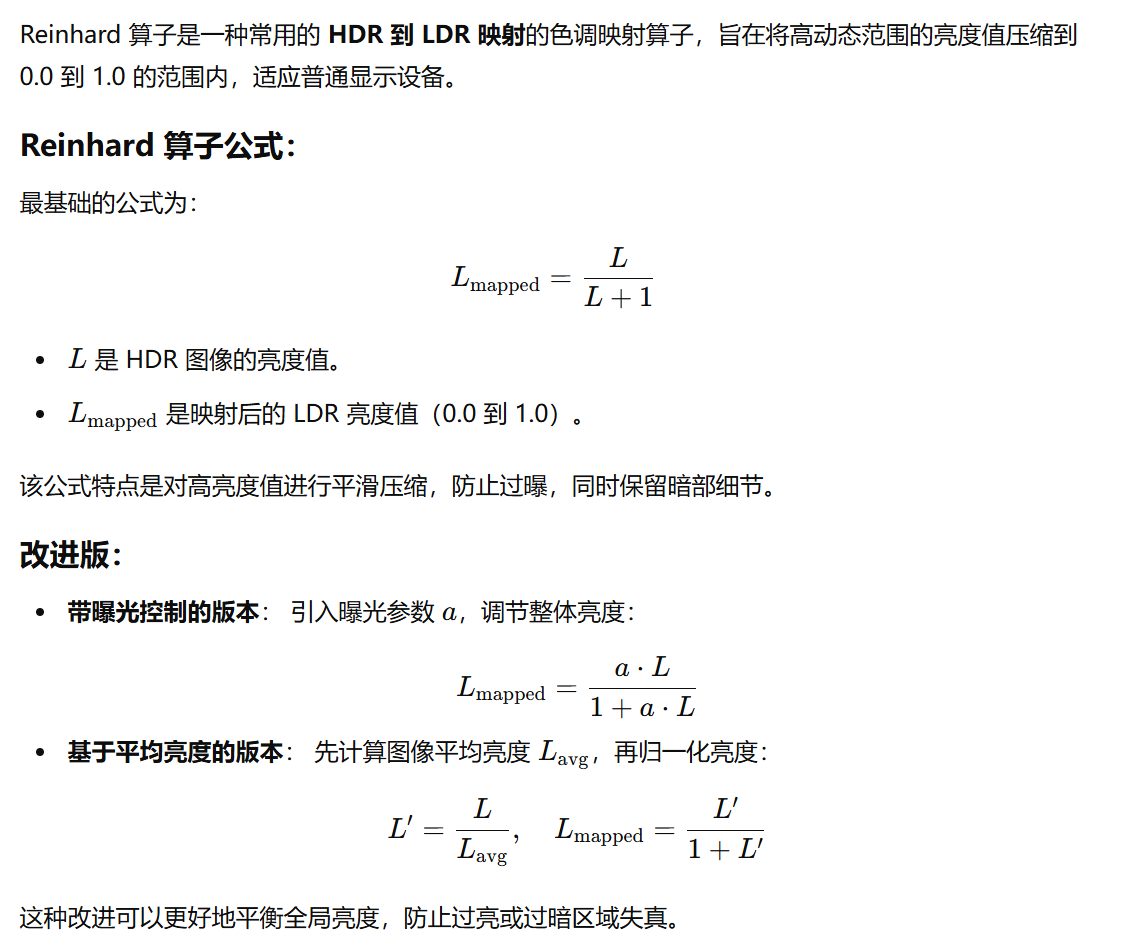 Reinhard 算子是一种常用的 HDR 到 LDR 映射的色调映射算子，旨在将高动态范围的亮度值压缩到
0.0 到 1.0 的范围内，适应普通显示设备。
Reinhard 算子公式：
最基础的公式为：
L_mapped = L / (L + 1)
• L 是 HDR 图像的亮度值。
• L_mapped 是映射后的 LDR 亮度值（0.0 到 1.0）。
该公式特点是对高亮度值进行平滑压缩，防止过曝，同时保留暗部细节。
改进版：
• 带曝光控制的版本： 引入曝光参数 a，调节整体亮度：
L_mapped = a · L / (1 + a · L)
• 基于平均亮度的版本： 先计算图像平均亮度 L_avg，再归一化亮度：
L′ = L / L_avg, L_mapped = L′ / (1 + L′)
这种改进可以更好地平衡全局亮度，防止过亮或过暗区域失真。